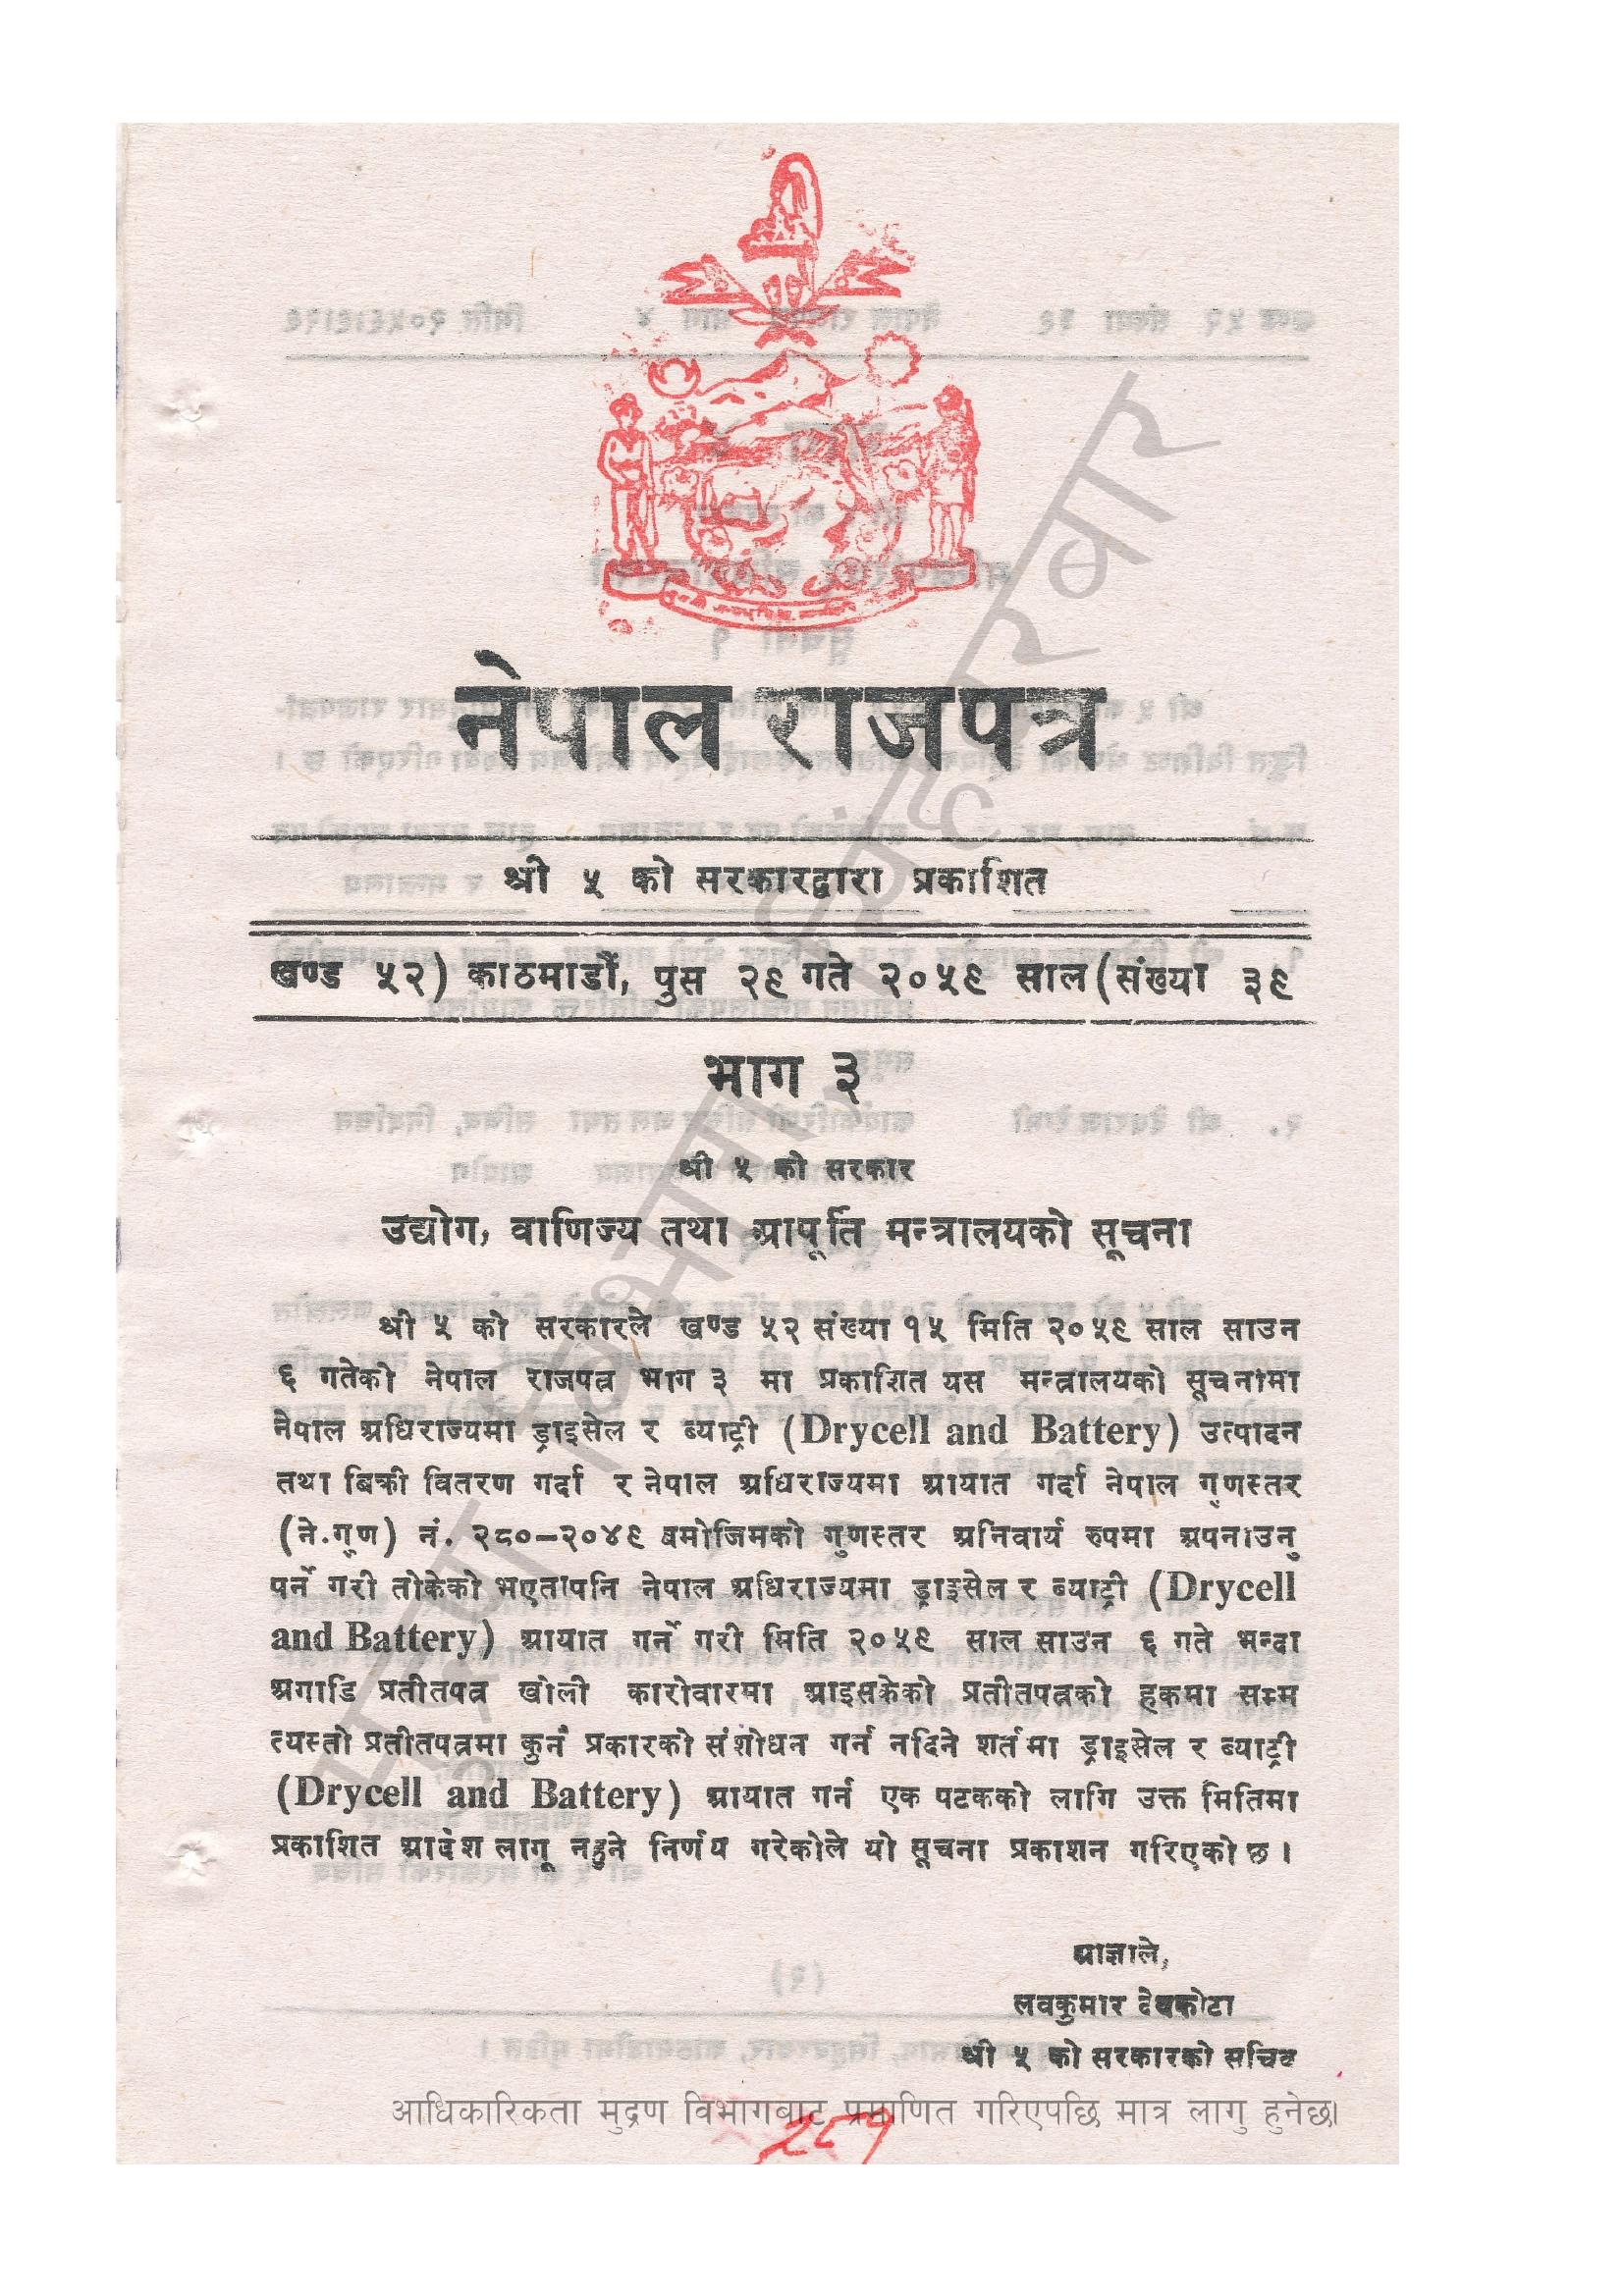 नेपाल राजपत्र
श्री ५ को सरकारद्वारा प्रकाशित
खण्ड ५२) काठमाडौं, पुस २९ गते २०५९ साल (संख्या ३९
भाग ३
श्री ५ को सरकार
उद्योग, वाणिज्य तथा आपूर्ति मन्त्रालयको सूचना
श्री ५ को सरकारले खण्ड ५२ संख्या १५ मिति २०५९ साल साउन
६ गतेको नेपाल राजपत्र भाग ३ मा प्रकाशित यस मन्त्रालयको सूचनामा
नेपाल अधिराज्यमा ड्राइसेल र ब्याट्री (Drycell and Battery) उत्पादन
तथा बिक्री वितरण गर्दा र नेपाल अधिराज्यमा आयात गर्दा नेपाल गुणस्तर
(ने.गुण) नं. २८०–२०४९ बमोजिमको गुणस्तर अनिवार्य रुपमा अपनाउनु
पर्ने गरी तोकेको भएतापनि नेपाल अधिराज्यमा ड्राइसेल र ब्याट्री (Drycell
and Battery) आयात गर्ने गरी मिति २०५९ साल साउन ६ गते भन्दा
अगाडि प्रतीतपत्र खोली कारोवारमा आइसकेको प्रतीतपत्रको हकमा सम्म
त्यस्तो प्रतीतपत्रमा कुनै प्रकारको संशोधन गर्न नदिने शर्तमा ड्राइसेल र ब्याट्री
(Drycell and Battery) आयात गर्न एक पटकको लागि उक्त मितिमा
प्रकाशित आदेश लागू नहुने निर्णय गरेकोले यो सूचना प्रकाशन गरिएको छ ।
आज्ञाले,
लवकुमार देवकोटा
श्री ५ को सरकारको सचिव
आधिकारिकता मुद्रण विभागबाट प्रमाणित गरिएपछि मात्र लागु हुनेछ।
२८१
मुद्रण विभाग, सिंहदरबार